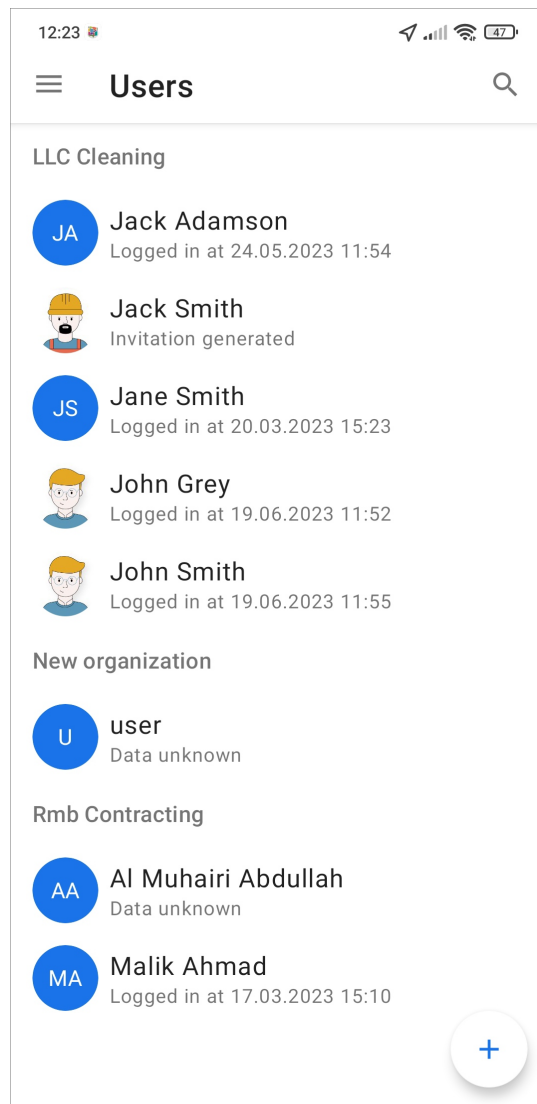 12:23
47
Users
LLC Cleaning
JA
Jack Adamson
Logged in at 24.05.2023 11:54
Jack Smith
Invitation generated
JS
Jane Smith
Logged in at 20.03.2023 15:23
John Grey
Logged in at 19.06.2023 11:52
John Smith
Logged in at 19.06.2023 11:55
New organization
U
user
Data unknown
Rmb Contracting
AA
Al Muhairi Abdullah
Data unknown
MA
Malik Ahmad
Logged in at 17.03.2023 15:10
+